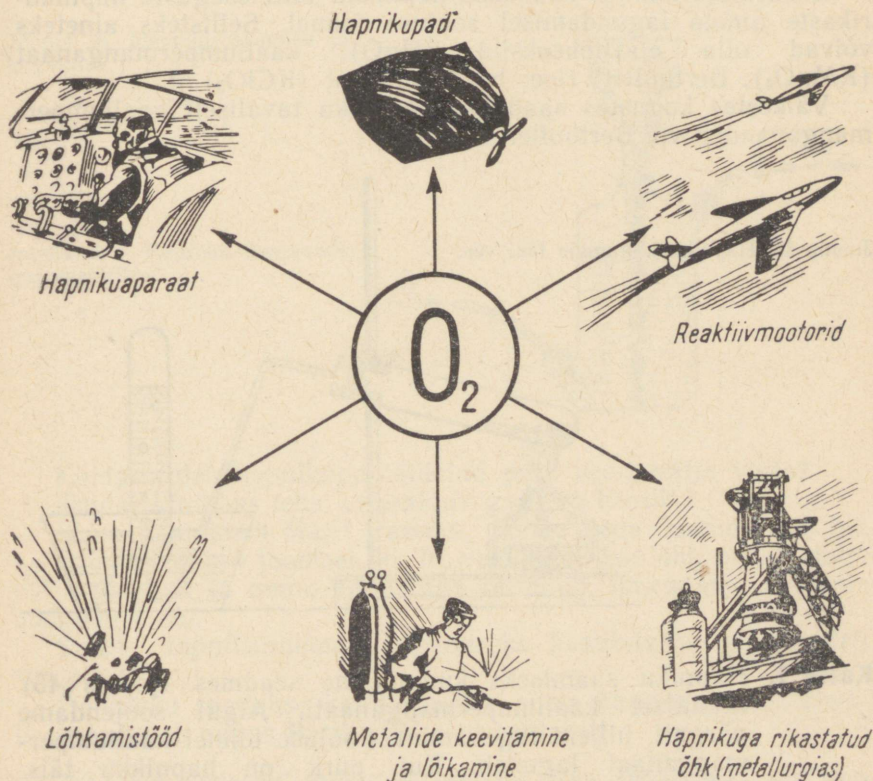 Hapnikupadi
Hapnikuaparaat
Reaktiivmootorid
O₂
Lõhkamistööd
Metallide keevitamine
ja lõikamine
Hapnikuga rikastatud
õhk (metallurgias)